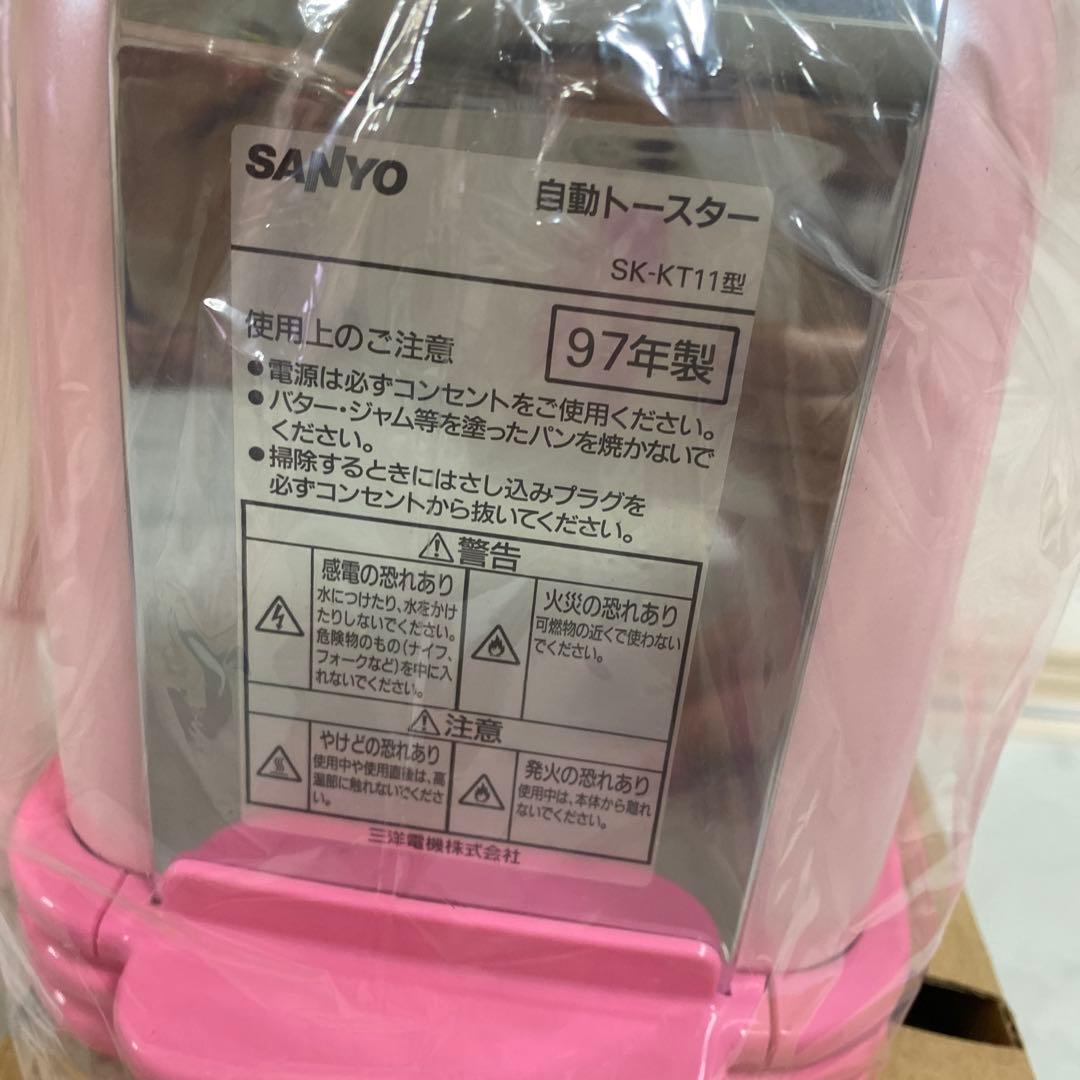 SANYO
自動トースター
SK-KT11型
97年製
使用上のご注意
●電源は必ずコンセントをご使用ください。
●バター・ジャム等を塗ったパンを焼かないで
ください。
●掃除するときにはさし込みプラグを
必ずコンセントから抜いてください。
⚠警告
感電の恐れあり
水につけたり、水をかけ
たりしないでください。
危険物のもの(ナイフ、
フォークなど)を中に入
れないでください。
火災の恐れあり
可燃物の近くで使わない
でください。
⚠注意
やけどの恐れあり
使用中や使用直後は、高
温部に触れないでくださ
い。
発火の恐れあり
使用中は、本体から離れ
ないでください。
三洋電機株式会社